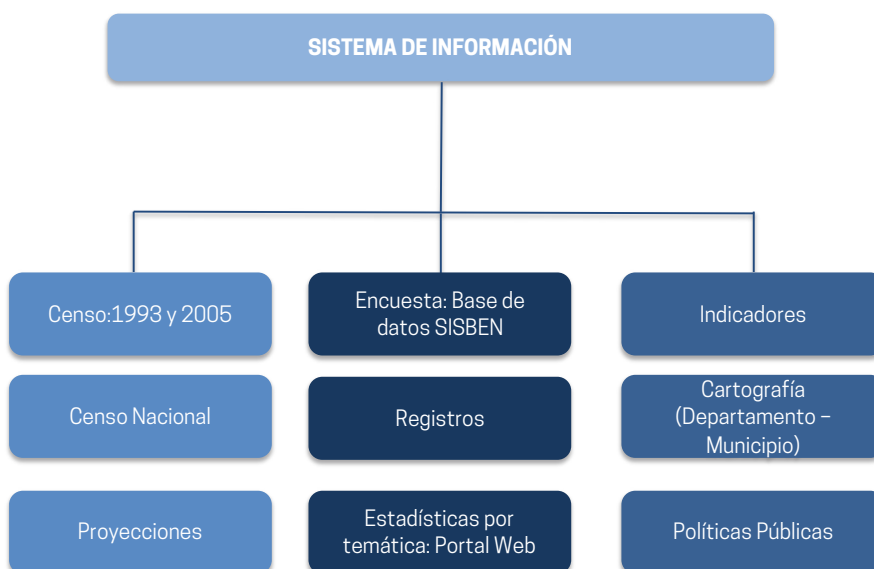 SISTEMA DE INFORMACIÓN
Censo:1993 y 2005
Encuesta: Base de
datos SISBEN
Indicadores
Censo Nacional
Registros
Cartografía
(Departamento –
Municipio)
Proyecciones
Estadísticas por
temática: Portal Web
Políticas Públicas